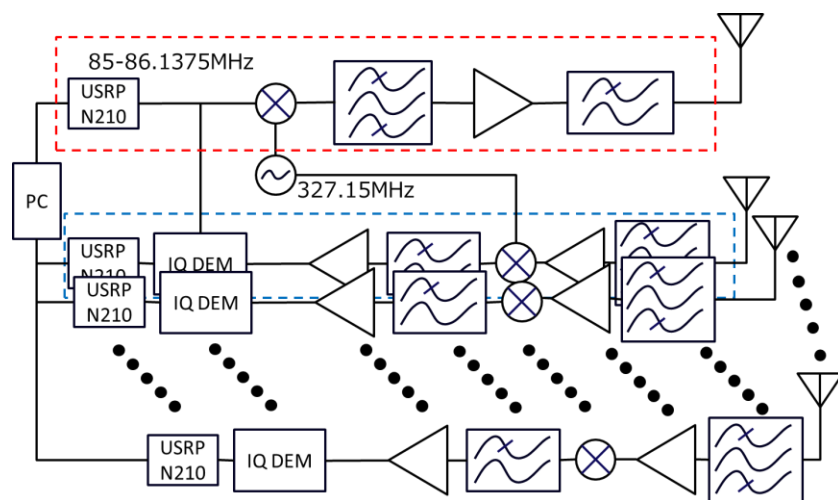 85-86.1375MHz
USRP
N210
327.15MHz
PC
USRP
N210
IQ DEM
USRP
N210
IQ DEM
USRP
N210
IQ DEM